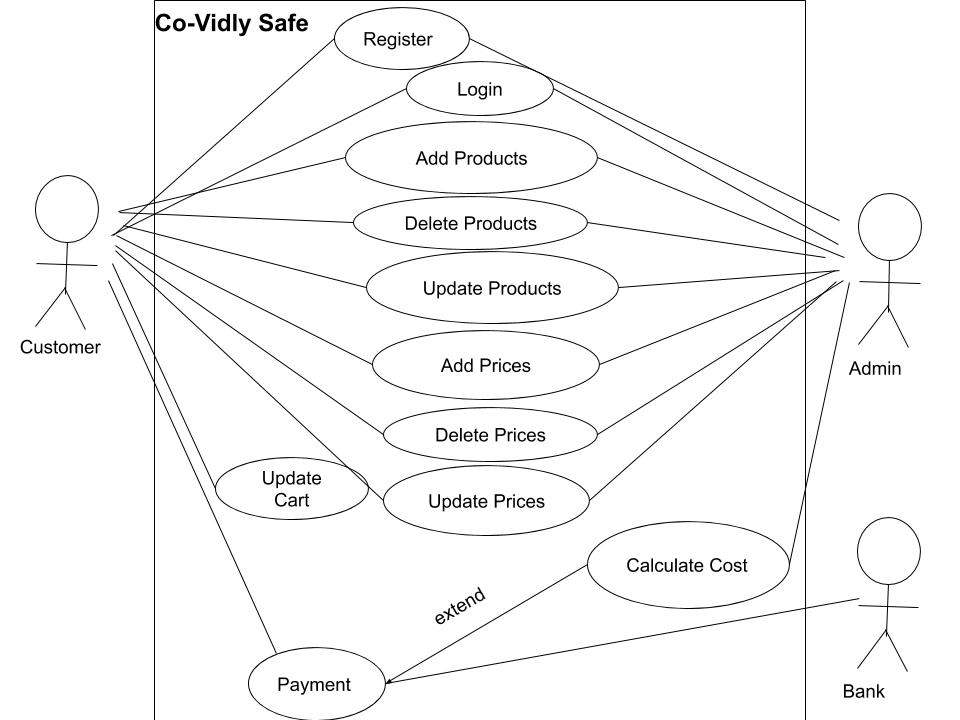 Co-Vidly Safe
Register
Login
Add Products
Delete Products
Update Products
Customer
Add Prices
Admin
Delete Prices
Update
Cart
Update Prices
Calculate Cost
extend
Payment
Bank